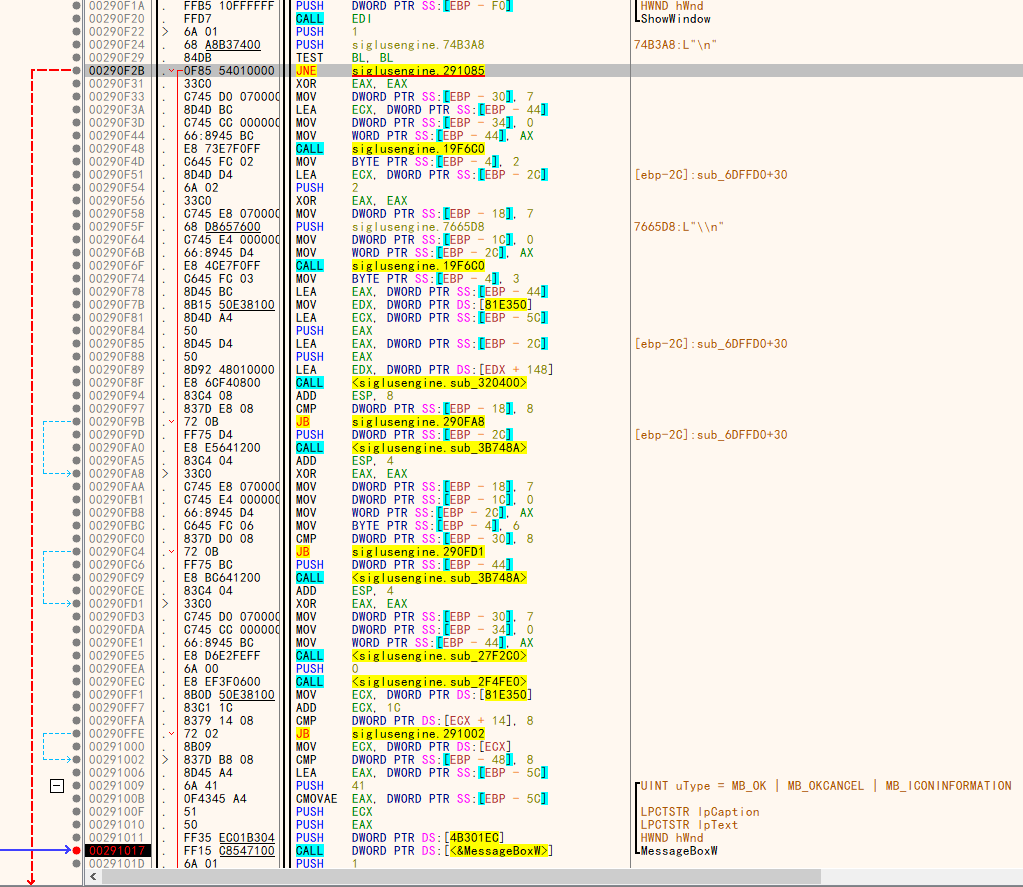 00290F1A . FFB5 10FFFFFF PUSH DWORD PTR SS:[EBP - F0] HWND hWnd
00290F20 . FFD7 CALL EDI ShowWindow
00290F22 > 6A 01 PUSH 1
00290F24 . 68 A8B37400 PUSH siglusengine.74B3A8 74B3A8:L"\n"
00290F29 . 84DB TEST BL, BL
00290F2B . 0F85 54010000 JNE siglusengine.291085
00290F31 . 33C0 XOR EAX, EAX
00290F33 . C745 D0 070000 MOV DWORD PTR SS:[EBP - 30], 7
00290F3A . 8D4D BC LEA ECX, DWORD PTR SS:[EBP - 44]
00290F3D . C745 CC 000000 MOV DWORD PTR SS:[EBP - 34], 0
00290F44 . 66:8945 BC MOV WORD PTR SS:[EBP - 44], AX
00290F48 . E8 73E7F0FF CALL siglusengine.19F6C0
00290F4D . C645 FC 02 MOV BYTE PTR SS:[EBP - 4], 2
00290F51 . 8D4D D4 LEA ECX, DWORD PTR SS:[EBP - 2C] [ebp-2C]:sub_6DFFD0+30
00290F54 . 6A 02 PUSH 2
00290F56 . 33C0 XOR EAX, EAX
00290F58 . C745 E8 070000 MOV DWORD PTR SS:[EBP - 18], 7
00290F5F . 68 D8657600 PUSH siglusengine.7665D8 7665D8:L"\\n"
00290F64 . C745 E4 000000 MOV DWORD PTR SS:[EBP - 1C], 0
00290F6B . 66:8945 D4 MOV WORD PTR SS:[EBP - 2C], AX
00290F6F . E8 4CE7F0FF CALL siglusengine.19F6C0
00290F74 . C645 FC 03 MOV BYTE PTR SS:[EBP - 4], 3
00290F78 . 8D45 BC LEA EAX, DWORD PTR SS:[EBP - 44]
00290F7B . 8B15 50E38100 MOV EDX, DWORD PTR DS:[81E350]
00290F81 . 8D4D A4 LEA ECX, DWORD PTR SS:[EBP - 5C]
00290F84 . 50 PUSH EAX
00290F85 . 8D45 D4 LEA EAX, DWORD PTR SS:[EBP - 2C] [ebp-2C]:sub_6DFFD0+30
00290F88 . 50 PUSH EAX
00290F89 . 8D92 48010000 LEA EDX, DWORD PTR DS:[EDX + 148]
00290F8F . E8 6CF40800 CALL <siglusengine.sub_320400>
00290F94 . 83C4 08 ADD ESP, 8
00290F97 . 837D E8 08 CMP DWORD PTR SS:[EBP - 18], 8
00290F9B . 72 0B JB siglusengine.290FA8
00290F9D . FF75 D4 PUSH DWORD PTR SS:[EBP - 2C] [ebp-2C]:sub_6DFFD0+30
00290FA0 . E8 E5641200 CALL <siglusengine.sub_3B748A>
00290FA5 . 83C4 04 ADD ESP, 4
00290FA8 > 33C0 XOR EAX, EAX
00290FAA . C745 E8 070000 MOV DWORD PTR SS:[EBP - 18], 7
00290FB1 . C745 E4 000000 MOV DWORD PTR SS:[EBP - 1C], 0
00290FB8 . 66:8945 D4 MOV WORD PTR SS:[EBP - 2C], AX
00290FBC . C645 FC 06 MOV BYTE PTR SS:[EBP - 4], 6
00290FC0 . 837D D0 08 CMP DWORD PTR SS:[EBP - 30], 8
00290FC4 . 72 0B JB siglusengine.290FD1
00290FC6 . FF75 BC PUSH DWORD PTR SS:[EBP - 44]
00290FC9 . E8 BC641200 CALL <siglusengine.sub_3B748A>
00290FCE . 83C4 04 ADD ESP, 4
00290FD1 > 33C0 XOR EAX, EAX
00290FD3 . C745 D0 070000 MOV DWORD PTR SS:[EBP - 30], 7
00290FDA . C745 CC 000000 MOV DWORD PTR SS:[EBP - 34], 0
00290FE1 . 66:8945 BC MOV WORD PTR SS:[EBP - 44], AX
00290FE5 . E8 D6E2FEFF CALL <siglusengine.sub_27F2C0>
00290FEA . 6A 00 PUSH 0
00290FEC . E8 EF3F0600 CALL <siglusengine.sub_2F4FE0>
00290FF1 . 8B0D 50E38100 MOV ECX, DWORD PTR DS:[81E350]
00290FF7 . 83C1 1C ADD ECX, 1C
00290FFA . 8379 14 08 CMP DWORD PTR DS:[ECX + 14], 8
00290FFE . 72 02 JB siglusengine.291002
00291000 . 8B09 MOV ECX, DWORD PTR DS:[ECX]
00291002 > 837D B8 08 CMP DWORD PTR SS:[EBP - 48], 8
00291006 . 8D45 A4 LEA EAX, DWORD PTR SS:[EBP - 5C]
00291009 . 6A 41 PUSH 41 UINT uType = MB_OK | MB_OKCANCEL | MB_ICONINFORMATION
0029100B . 0F4345 A4 CMOVAE EAX, DWORD PTR SS:[EBP - 5C]
0029100F . 51 PUSH ECX LPCTSTR lpCaption
00291010 . 50 PUSH EAX LPCTSTR lpText
00291011 . FF35 EC01B304 PUSH DWORD PTR DS:[4B301EC] HWND hWnd
00291017 . FF15 C8547100 CALL DWORD PTR DS:[<&MessageBoxW>] MessageBoxW
0029101D . 6A 01 PUSH 1